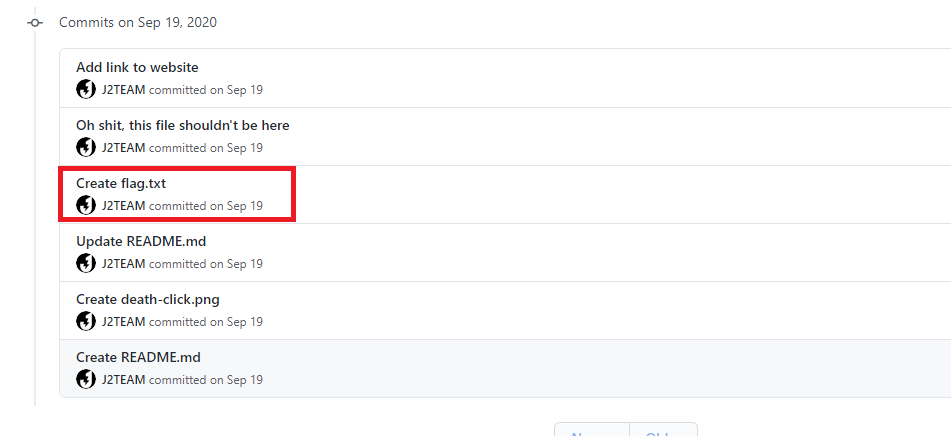 Commits on Sep 19, 2020
Add link to website
J2TEAM committed on Sep 19
Oh shit, this file shouldn't be here
J2TEAM committed on Sep 19
Create flag.txt
J2TEAM committed on Sep 19
Update README.md
J2TEAM committed on Sep 19
Create death-click.png
J2TEAM committed on Sep 19
Create README.md
J2TEAM committed on Sep 19